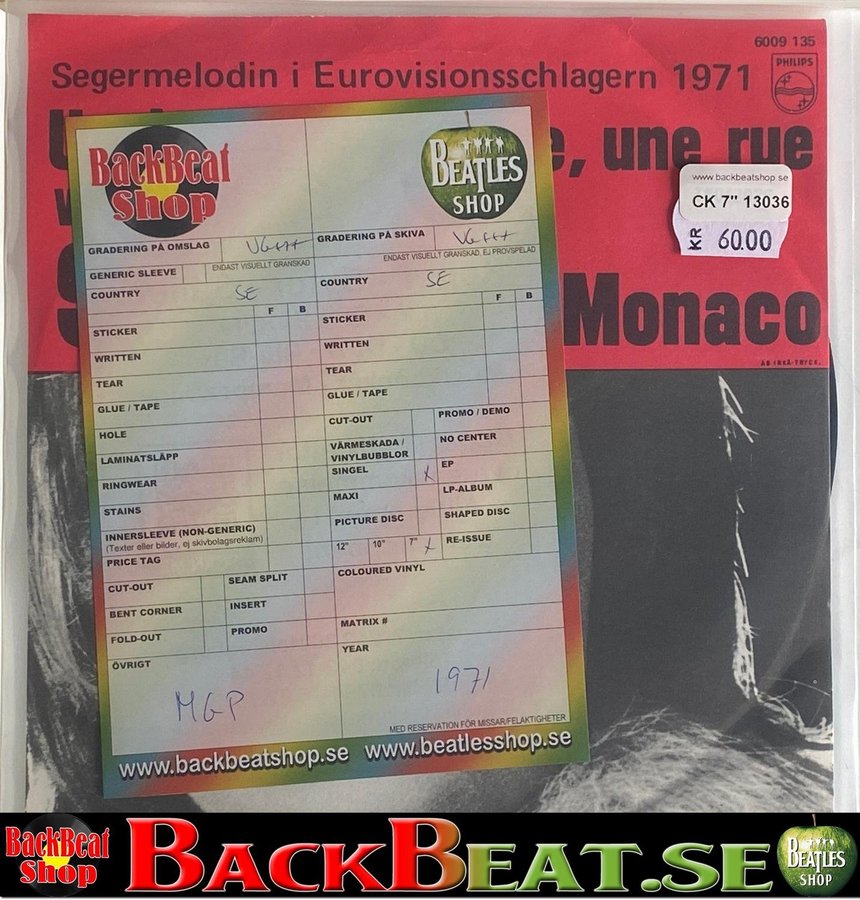 6009 135
PHILIPS
Segermelodin i Eurovisionsschlagern 1971
, une rue
Monaco
AB IRKÅ-TRYCK.
www.backbeatshop.se
CK 7" 13036
KR 60.00
BackBeat
Shop
BEATLES
SHOP
GRADERING PÅ OMSLAG VG+++
GRADERING PÅ SKIVA VG+++
ENDAST VISUELLT GRANSKAD
ENDAST VISUELLT GRANSKAD, EJ PROVSPELAD
GENERIC SLEEVE
COUNTRY SE
F B
STICKER
WRITTEN
TEAR
GLUE / TAPE
HOLE
LAMINATSLÄPP
RINGWEAR
STAINS
INNERSLEEVE (NON-GENERIC)
(Texter eller bilder, ej skivbolagsreklam)
PRICE TAG
CUT-OUT
SEAM SPLIT
BENT CORNER
INSERT
FOLD-OUT
PROMO
ÖVRIGT
MGP
COUNTRY SE
F B
STICKER
WRITTEN
TEAR
GLUE / TAPE
CUT-OUT
PROMO / DEMO
VÄRMESKADA /
VINYLBUBBLOR
NO CENTER
SINGEL X
EP
MAXI
LP-ALBUM
PICTURE DISC
SHAPED DISC
12" 10" 7" X
RE-ISSUE
COLOURED VINYL
MATRIX #
YEAR
1971
MED RESERVATION FÖR MISSAR/FELAKTIGHETER
www.backbeatshop.se www.beatlesshop.se
BackBeat
Shop
BACKBEAT.SE
BEATLES
SHOP